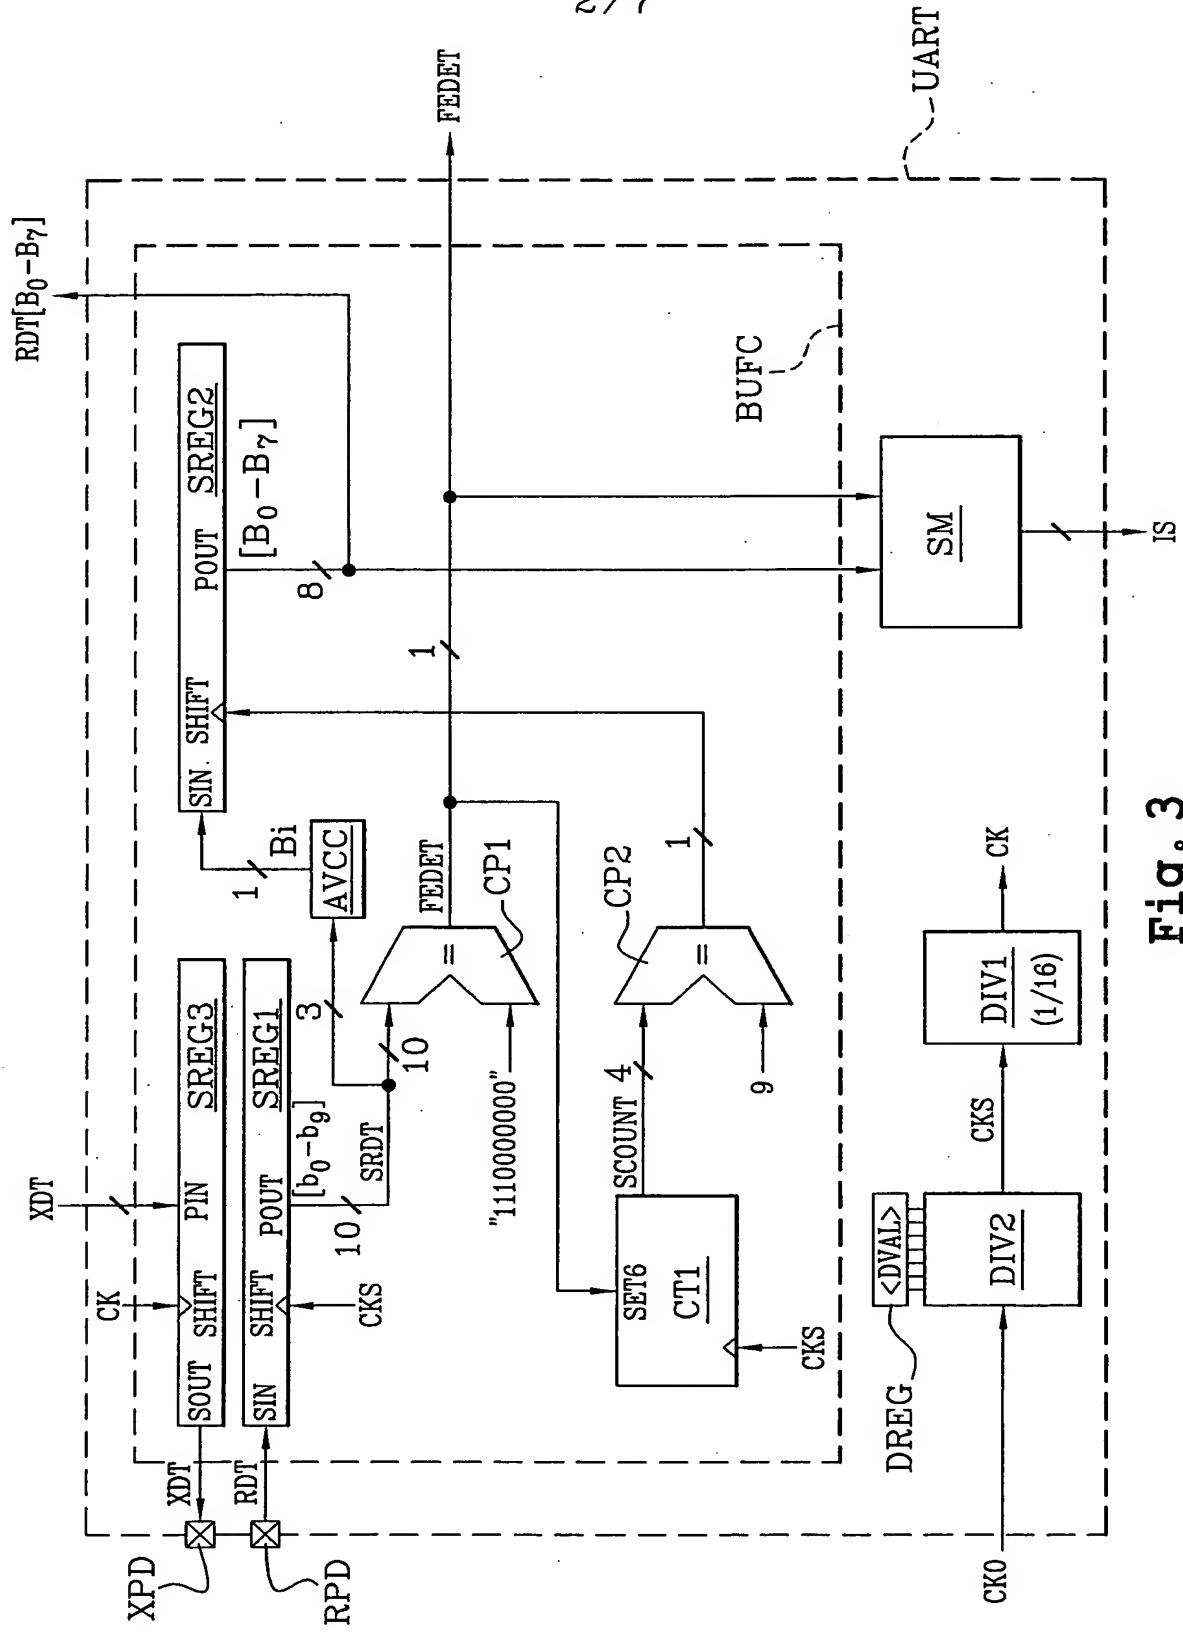 2/7
UART
FEDET
RDT[B0-B7]
BUFC
SIN.
SHIFT
POUT
SREG2
[B0-B7]
8
1
SM
IS
1
Bi
AVCC
3
10
FEDET
CP1
"1110000000"
CP2
=
=
1
4
9
SCOUNT
SET6
CT1
CKS
XDT
CK
SOUT
SHIFT
PIN
SREG3
SIN
SHIFT
POUT
SREG1
[b0-b9]
10
SRDT
CKS
XDT
RDT
XPD
RPD
DREG
<DVAL>
DIV2
CKS
DIV1
(1/16)
CK
CK0
Fig. 3